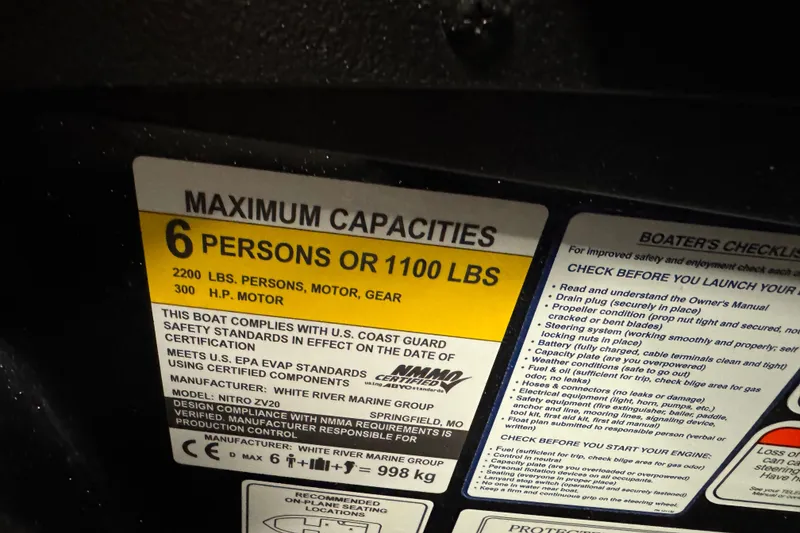 MAXIMUM CAPACITIES
6 PERSONS OR 1100 LBS
2200 LBS. PERSONS, MOTOR, GEAR
300 H.P. MOTOR
THIS BOAT COMPLIES WITH U.S. COAST GUARD
SAFETY STANDARDS IN EFFECT ON THE DATE OF
CERTIFICATION
MEETS U.S. EPA EVAP STANDARDS
USING CERTIFIED COMPONENTS
NMMA
CERTIFIED
using ABYC standards
MANUFACTURER: WHITE RIVER MARINE GROUP
MODEL: NITRO ZV20
SPRINGFIELD, MO
DESIGN COMPLIANCE WITH NMMA REQUIREMENTS IS
VERIFIED. MANUFACTURER RESPONSIBLE FOR
PRODUCTION CONTROL
MANUFACTURER: WHITE RIVER MARINE GROUP
CE D MAX 6 + + = 998 kg
RECOMMENDED
ON-PLANE SEATING
LOCATIONS
BOATER'S CHECKLIS
For improved safety and enjoyment check each
CHECK BEFORE YOU LAUNCH YOUR
• Read and understand the Owner's Manual
• Drain plug (securely in place)
• Propeller condition (prop nut tight and secured, no
cracked or bent blades)
• Steering system (working smoothly and properly; self
locking nuts in place)
• Battery (fully charged, cable terminals clean and tight)
• Capacity plate (are you overpowered)
• Weather conditions (safe to go out)
• Fuel & oil (sufficient for trip, check bilge area for gas
odor, no leaks)
• Hoses & connectors (no leaks or damage)
• Electrical equipment (light, horn, pumps, etc.)
• Safety equipment (fire extinguisher, bailer, paddle,
anchor and line, mooring lines, signaling device,
tool kit, first aid kit, first aid manual)
• Float plan submitted to responsible person (verbal or
written)
CHECK BEFORE YOU START YOUR ENGINE:
• Fuel (sufficient for trip, check bilge area for gas odor)
• Control in neutral
• Capacity plate (are you overloaded or overpowered)
• Personal flotation devices on all occupants.
• Seating (everyone in proper place)
• Lanyard stop switch (operational and securely fastened)
• No one in water near boat.
• Keep a firm and continuous grip on the steering wheel.
Loss o
can ca
steering
Have h
See your TELE
Manual or